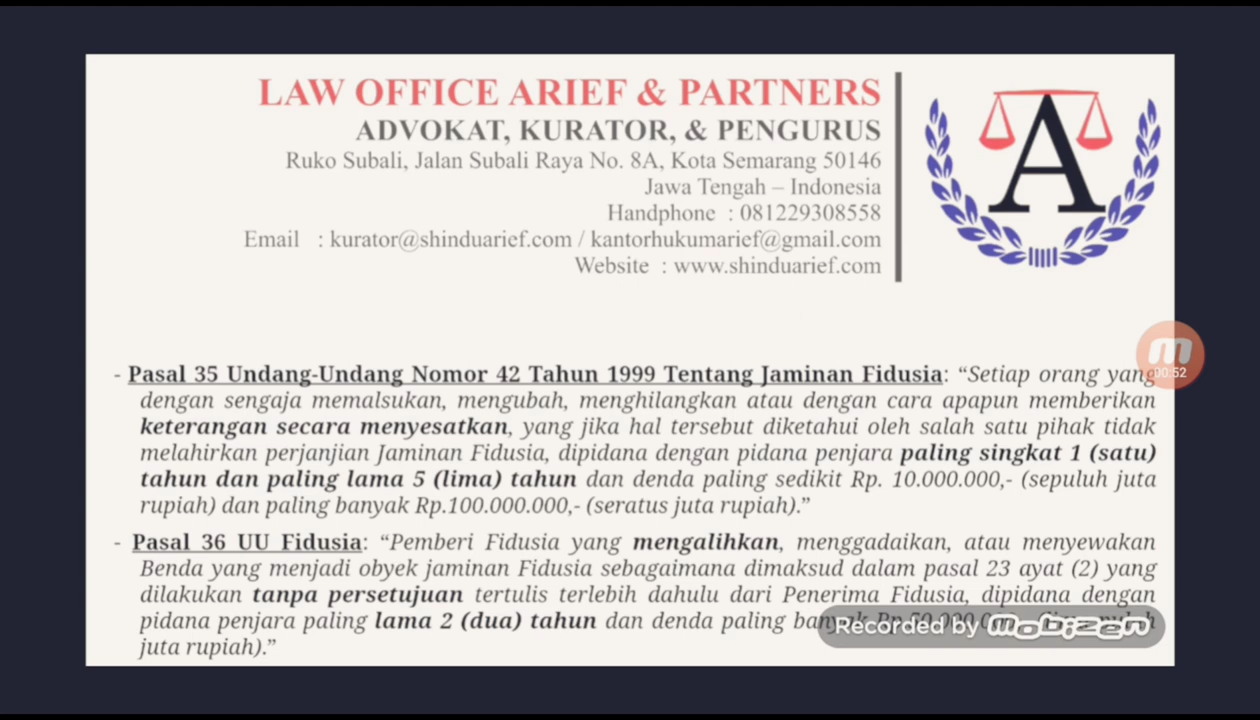 LAW OFFICE ARIEF & PARTNERS
ADVOKAT, KURATOR, & PENGURUS
Ruko Subali, Jalan Subali Raya No. 8A, Kota Semarang 50146
Jawa Tengah – Indonesia
Handphone : 081229308558
Email : kurator@shinduarief.com / kantorhukumarief@gmail.com
Website : www.shinduarief.com
A
- Pasal 35 Undang-Undang Nomor 42 Tahun 1999 Tentang Jaminan Fidusia: “Setiap orang yang
00:52
dengan sengaja memalsukan, mengubah, menghilangkan atau dengan cara apapun memberikan
keterangan secara menyesatkan, yang jika hal tersebut diketahui oleh salah satu pihak tidak
melahirkan perjanjian Jaminan Fidusia, dipidana dengan pidana penjara paling singkat 1 (satu)
tahun dan paling lama 5 (lima) tahun dan denda paling sedikit Rp. 10.000.000,- (sepuluh juta
rupiah) dan paling banyak Rp.100.000.000,- (seratus juta rupiah).”
- Pasal 36 UU Fidusia: “Pemberi Fidusia yang mengalihkan, menggadaikan, atau menyewakan
Benda yang menjadi obyek jaminan Fidusia sebagaimana dimaksud dalam pasal 23 ayat (2) yang
dilakukan tanpa persetujuan tertulis terlebih dahulu dari Penerima Fidusia, dipidana dengan
pidana penjara paling lama 2 (dua) tahun dan denda paling
juta rupiah).”
Recorded by mobizen